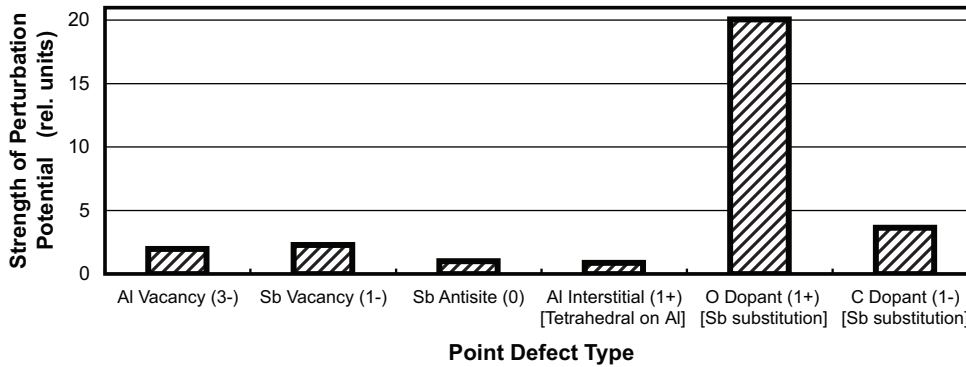 Strength of Perturbation
Potential (rel. units)
20
15
10
5
0
Al Vacancy (3-)
Sb Vacancy (1-)
Sb Antisite (0)
Al Interstitial (1+)
[Tetrahedral on Al]
O Dopant (1+)
[Sb substitution]
C Dopant (1-)
[Sb substitution]
Point Defect Type